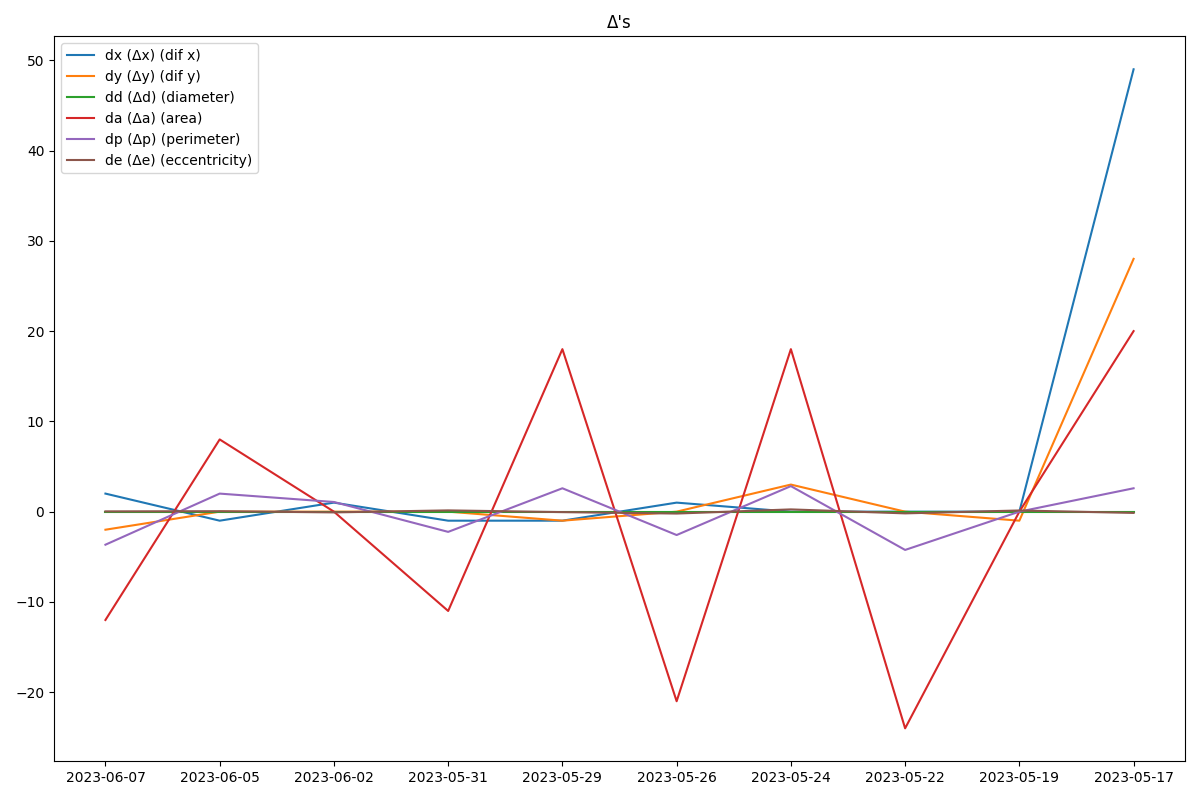 Δ's
dx (Δx) (dif x)
dy (Δy) (dif y)
dd (Δd) (diameter)
da (Δa) (area)
dp (Δp) (perimeter)
de (Δe) (eccentricity)
50
40
30
20
10
0
−10
−20
2023-06-07 2023-06-05 2023-06-02 2023-05-31 2023-05-29 2023-05-26 2023-05-24 2023-05-22 2023-05-19 2023-05-17